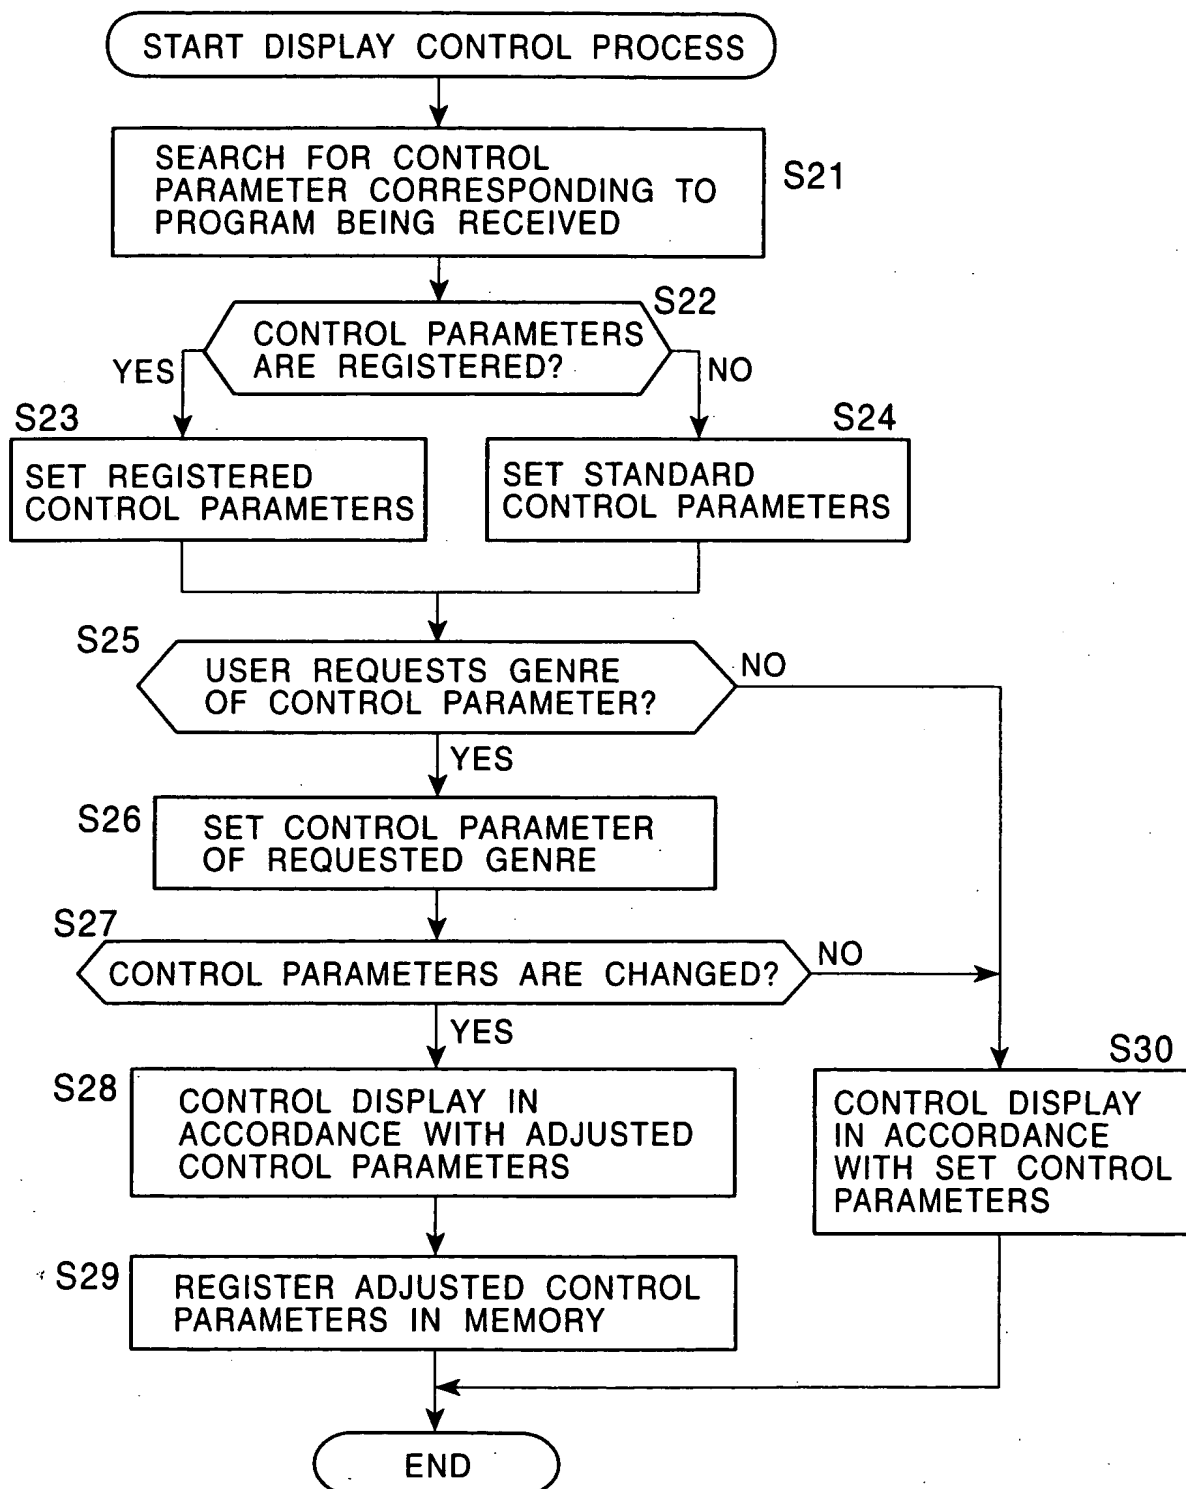 START DISPLAY CONTROL PROCESS
SEARCH FOR CONTROL
PARAMETER CORRESPONDING TO
PROGRAM BEING RECEIVED
S21
S22
CONTROL PARAMETERS
ARE REGISTERED?
YES
NO
S23
SET REGISTERED
CONTROL PARAMETERS
S24
SET STANDARD
CONTROL PARAMETERS
S25
USER REQUESTS GENRE
OF CONTROL PARAMETER?
NO
YES
S26
SET CONTROL PARAMETER
OF REQUESTED GENRE
S27
CONTROL PARAMETERS ARE CHANGED?
NO
YES
S28
CONTROL DISPLAY IN
ACCORDANCE WITH ADJUSTED
CONTROL PARAMETERS
S30
CONTROL DISPLAY
IN ACCORDANCE
WITH SET CONTROL
PARAMETERS
S29
REGISTER ADJUSTED CONTROL
PARAMETERS IN MEMORY
END